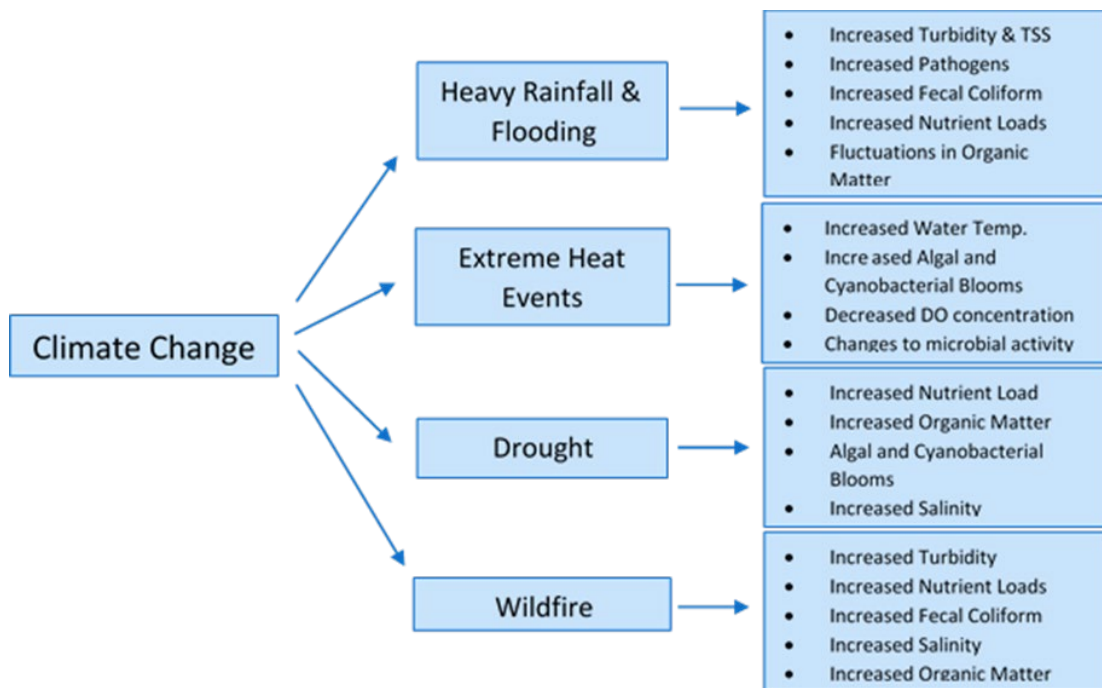 Climate Change
Heavy Rainfall &
Flooding
• Increased Turbidity & TSS
• Increased Pathogens
• Increased Fecal Coliform
• Increased Nutrient Loads
• Fluctuations in Organic
Matter
Extreme Heat
Events
• Increased Water Temp.
• Increased Algal and
Cyanobacterial Blooms
• Decreased DO concentration
• Changes to microbial activity
Drought
• Increased Nutrient Load
• Increased Organic Matter
• Algal and Cyanobacterial
Blooms
• Increased Salinity
Wildfire
• Increased Turbidity
• Increased Nutrient Loads
• Increased Fecal Coliform
• Increased Salinity
• Increased Organic Matter